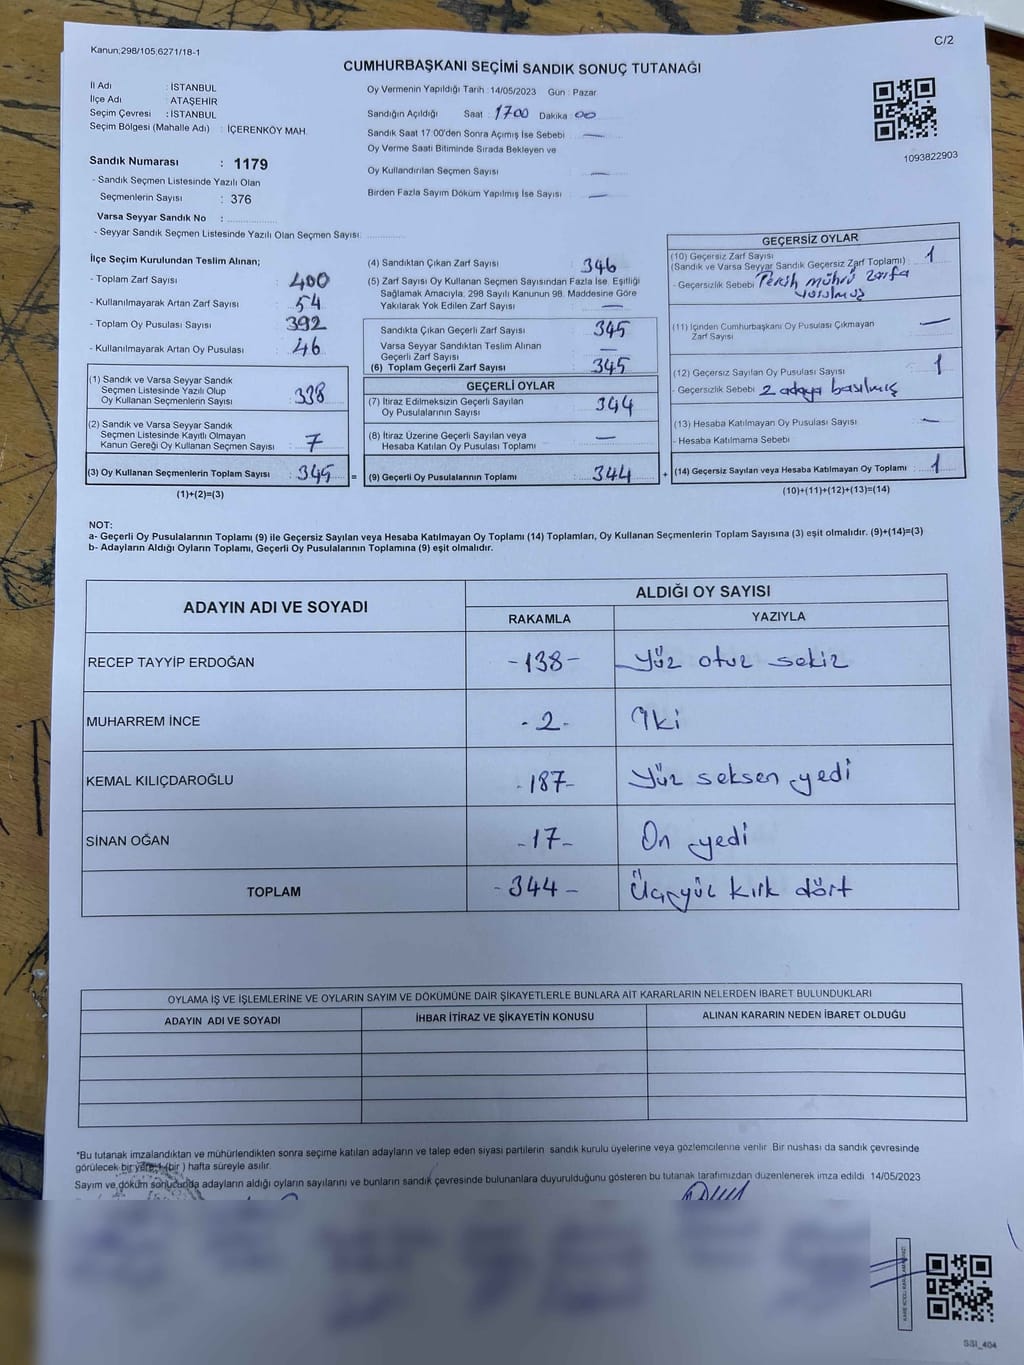 Kanun;298/105;6271/18-1
C/2
CUMHURBAŞKANI SEÇİMİ SANDIK SONUÇ TUTANAĞI
İl Adı : İSTANBUL
İlçe Adı : ATAŞEHİR
Seçim Çevresi : İSTANBUL
Seçim Bölgesi (Mahalle Adı) : İÇERENKÖY MAH.
Sandık Numarası : 1179
- Sandık Seçmen Listesinde Yazılı Olan
Seçmenlerin Sayısı : 376
Varsa Seyyar Sandık No :
- Seyyar Sandık Seçmen Listesinde Yazılı Olan Seçmen Sayısı:
Oy Vermenin Yapıldığı Tarih : 14/05/2023 Gün : Pazar
Sandığın Açıldığı Saat : 1700 Dakika : 00
Sandık Saat 17:00'den Sonra Açımış İse Sebebi —
Oy Verme Saati Bitiminde Sırada Bekleyen ve
Oy Kullandırılan Seçmen Sayısı : —
Birden Fazla Sayım Döküm Yapılmış İse Sayısı : —
1093822903
İlçe Seçim Kurulundan Teslim Alınan;
- Toplam Zarf Sayısı : 400
- Kullanılmayarak Artan Zarf Sayısı : 54
- Toplam Oy Pusulası Sayısı : 392
- Kullanılmayarak Artan Oy Pusulası : 46
(1) Sandık ve Varsa Seyyar Sandık
Seçmen Listesinde Yazılı Olup
Oy Kullanan Seçmenlerin Sayısı : 338
(2) Sandık ve Varsa Seyyar Sandık
Seçmen Listesinde Kayıtlı Olmayan
Kanun Gereği Oy Kullanan Seçmen Sayısı : 7
(3) Oy Kullanan Seçmenlerin Toplam Sayısı : 345 =
(1)+(2)=(3)
(4) Sandıktan Çıkan Zarf Sayısı : 346
(5) Zarf Sayısı Oy Kullanan Seçmen Sayısından Fazla İse, Eşitliği
Sağlamak Amacıyla, 298 Sayılı Kanunun 98. Maddesine Göre
Yakılarak Yok Edilen Zarf Sayısı : —
Sandıkta Çıkan Geçerli Zarf Sayısı : 345
Varsa Seyyar Sandıktan Teslim Alınan
Geçerli Zarf Sayısı : —
(6) Toplam Geçerli Zarf Sayısı : 345
GEÇERLİ OYLAR
(7) İtiraz Edilmeksizin Geçerli Sayılan
Oy Pusulalarının Sayısı : 344
(8) İtiraz Üzerine Geçerli Sayılan veya
Hesaba Katılan Oy Pusulası Toplamı : —
(9) Geçerli Oy Pusulalarının Toplamı : 344 +
GEÇERSİZ OYLAR
(10) Geçersiz Zarf Sayısı
(Sandık ve Varsa Seyyar Sandık Geçersiz Zarf Toplamı) : 1
- Geçersizlik Sebebi Tercih mührü zarfa
vurulmuş
(11) İçinden Cumhurbaşkanı Oy Pusulası Çıkmayan
Zarf Sayısı : —
(12) Geçersiz Sayılan Oy Pusulası Sayısı : 1
- Geçersizlik Sebebi 2 adaya basılmış
(13) Hesaba Katılmayan Oy Pusulası Sayısı : —
- Hesaba Katılmama Sebebi
(14) Geçersiz Sayılan veya Hesaba Katılmayan Oy Toplamı : 1
(10)+(11)+(12)+(13)=(14)
NOT:
a- Geçerli Oy Pusulalarının Toplamı (9) ile Geçersiz Sayılan veya Hesaba Katılmayan Oy Toplamı (14) Toplamları, Oy Kullanan Seçmenlerin Toplam Sayısına (3) eşit olmalıdır. (9)+(14)=(3)
b- Adayların Aldığı Oyların Toplamı, Geçerli Oy Pusulalarının Toplamına (9) eşit olmalıdır.
ADAYIN ADI VE SOYADI
ALDIĞI OY SAYISI
RAKAMLA YAZIYLA
RECEP TAYYİP ERDOĞAN -138- Yüz otuz sekiz
MUHARREM İNCE -2- İki
KEMAL KILIÇDAROĞLU -187- Yüz seksen yedi
SİNAN OĞAN -17- On yedi
TOPLAM -344- Üçyüz kırk dört
OYLAMA İŞ VE İŞLEMLERİNE VE OYLARIN SAYIM VE DÖKÜMÜNE DAİR ŞİKAYETLERLE BUNLARA AİT KARARLARIN NELERDEN İBARET BULUNDUKLARI
ADAYIN ADI VE SOYADI İHBAR İTİRAZ VE ŞİKAYETİN KONUSU ALINAN KARARIN NEDEN İBARET OLDUĞU
*Bu tutanak imzalandıktan ve mühürlendikten sonra seçime katılan adayların ve talep eden siyasi partilerin sandık kurulu üyelerine veya gözlemcilerine verilir. Bir nüshası da sandık çevresinde
görülecek bir yere 1 (bir ) hafta süreyle asılır.
Sayım ve döküm sonucunda adayların aldığı oyların sayılarını ve bunların sandık çevresinde bulunanlara duyurulduğunu gösteren bu tutanak tarafımızdan düzenlenerek imza edildi. 14/05/2023